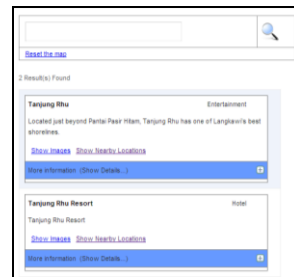 Reset the map
2 Result(s) Found
Tanjung Rhu Entertainment
Located just beyond Pantai Pasir Hitam, Tanjung Rhu has one of Langkawi's best
shorelines.
Show Images Show Nearby Locations
More information (Show Details...)
Tanjung Rhu Resort Hotel
Tanjung Rhu Resort
Show Images Show Nearby Locations
More information (Show Details...)